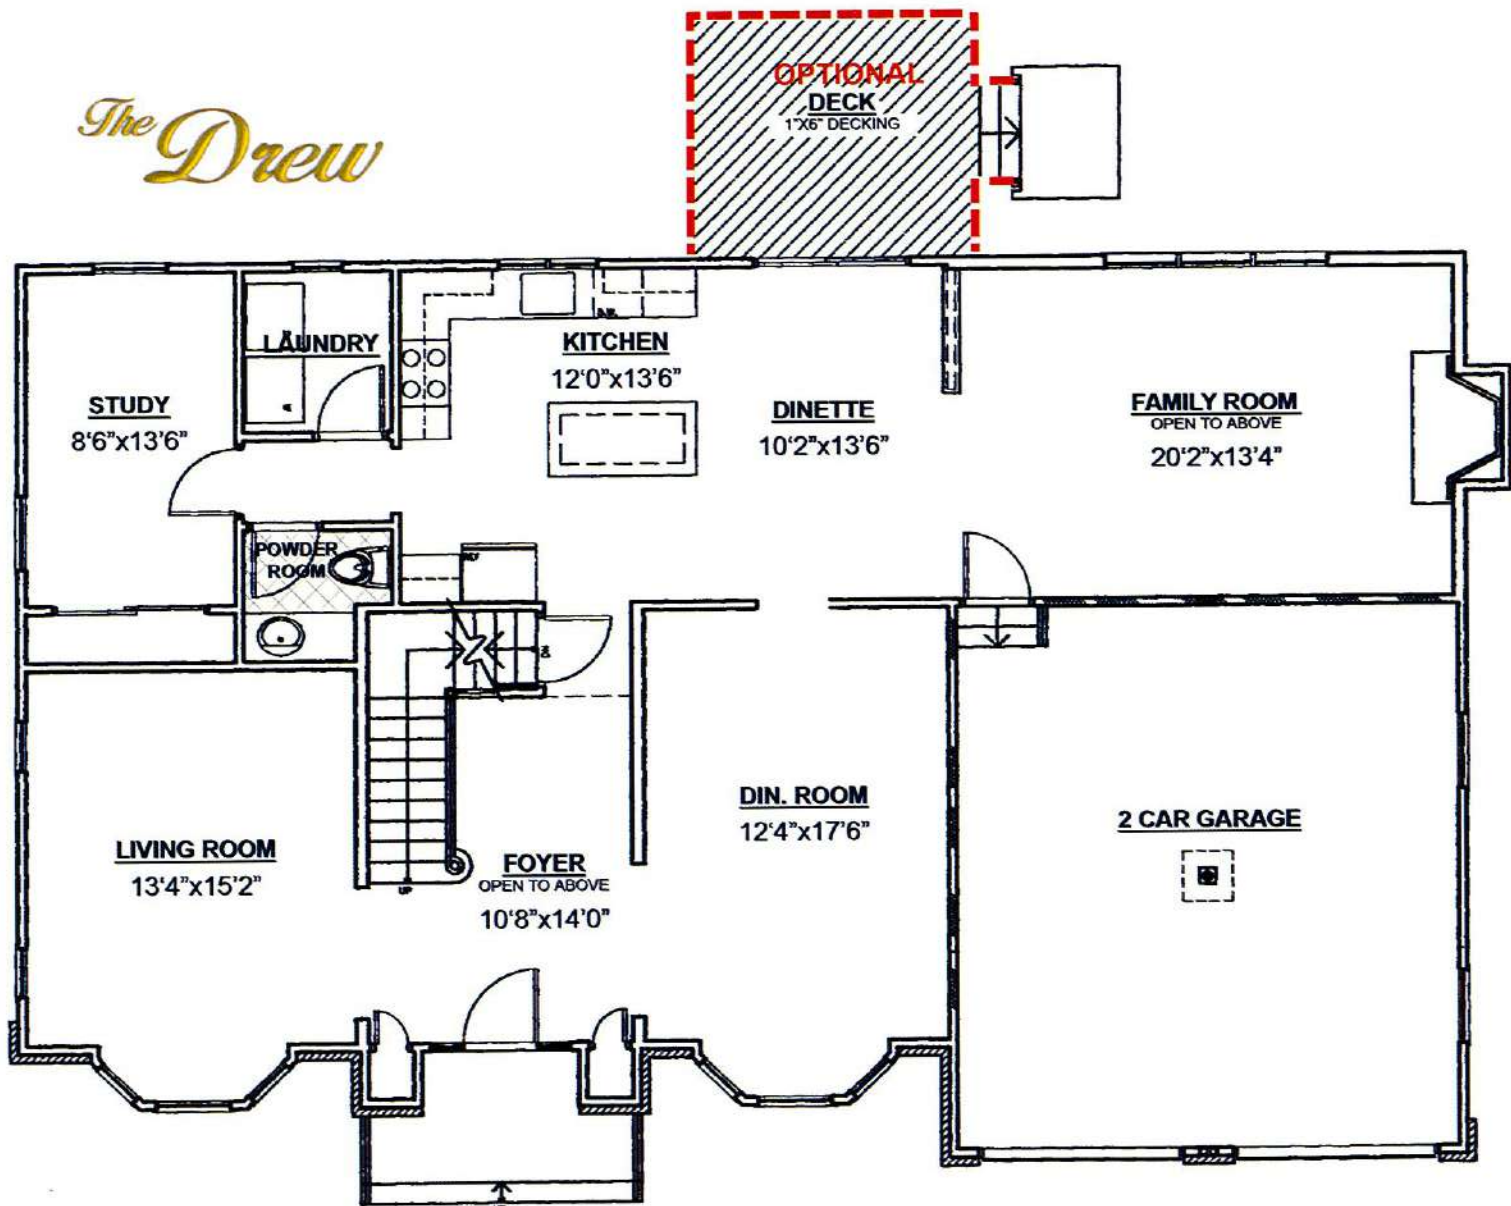 The Drew
OPTIONAL
DECK
1"X6" DECKING
LAUNDRY
KITCHEN
12'0"x13'6"
STUDY
8'6"x13'6"
DINETTE
10'2"x13'6"
FAMILY ROOM
OPEN TO ABOVE
20'2"x13'4"
POWDER
ROOM
DN
DIN. ROOM
12'4"x17'6"
2 CAR GARAGE
LIVING ROOM
13'4"x15'2"
FOYER
OPEN TO ABOVE
10'8"x14'0"
UP